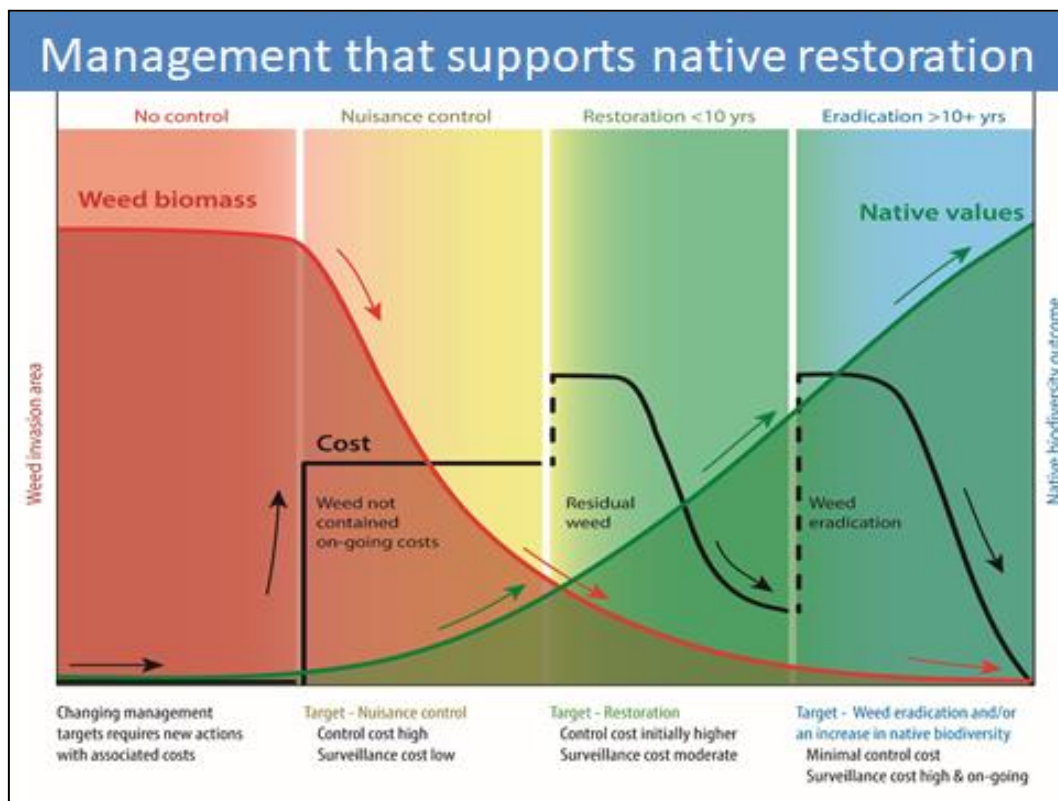 Management that supports native restoration
No control
Nuisance control
Restoration <10 yrs
Eradication >10+ yrs
Weed biomass
Native values
Weed invasion area
Native biodiversity outcome
Cost
Weed not
contained
on-going costs
Residual
weed
Weed
eradication
Changing management
targets requires new actions
with associated costs
Target - Nuisance control
Control cost high
Surveillance cost low
Target - Restoration
Control cost initially higher
Surveillance cost moderate
Target - Weed eradication and/or
an increase in native biodiversity
Minimal control cost
Surveillance cost high & on-going